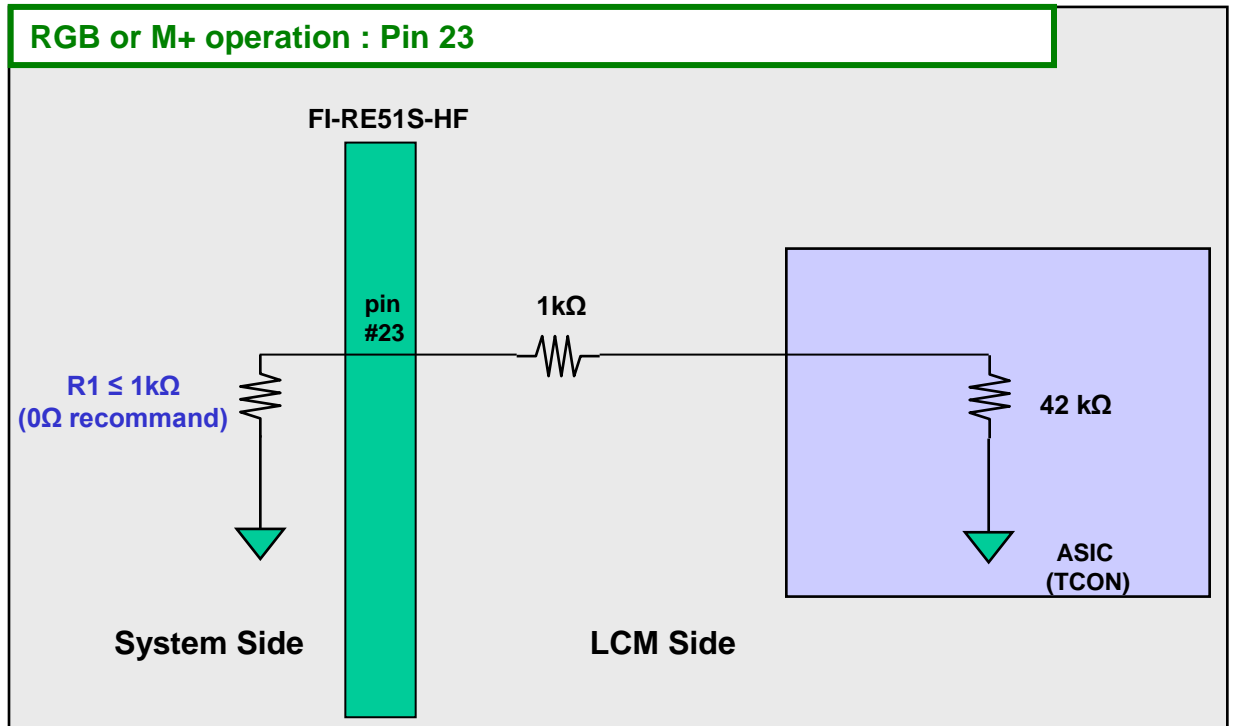 RGB or M+ operation : Pin 23
FI-RE51S-HF
pin
#23
1kΩ
R1 ≤ 1kΩ
(0Ω recommand)
42 kΩ
ASIC
(TCON)
System Side
LCM Side